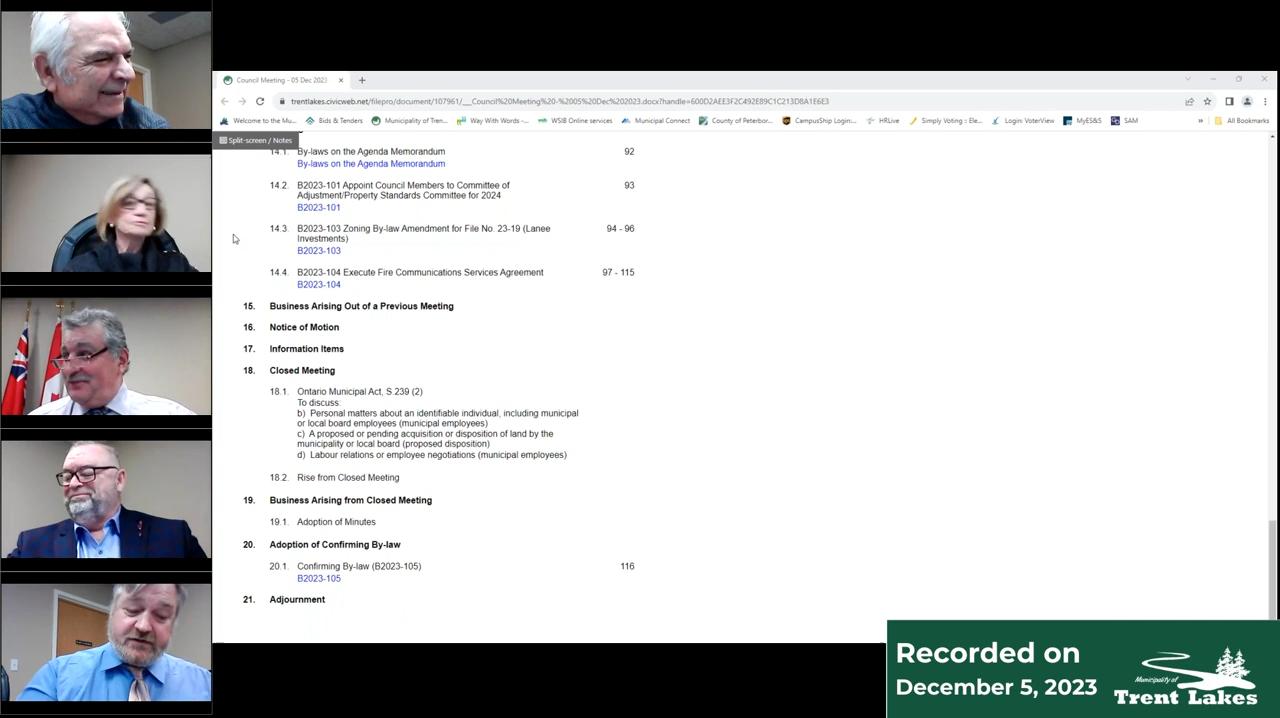 Council Meeting - 05 Dec 2023
trentlakes.civicweb.net/filepro/document/107961/__Council%20Meeting%20-%2005%20Dec%202023.docx?handle=600D2AEE3F2C492E89C1C213D8A1E6E3
Welcome to the Mu... Bids & Tenders Municipality of Tren... Way With Words –... WSIB Online services Municipal Connect County of Peterbor... CampusShip Login:... HRLive Simply Voting : Ele... Login: VoterView MyES&S SAM » All Bookmarks
Split-screen / Notes
14.1. By-laws on the Agenda Memorandum 92
By-laws on the Agenda Memorandum
14.2. B2023-101 Appoint Council Members to Committee of 93
Adjustment/Property Standards Committee for 2024
B2023-101
14.3. B2023-103 Zoning By-law Amendment for File No. 23-19 (Lanee 94 - 96
Investments)
B2023-103
14.4. B2023-104 Execute Fire Communications Services Agreement 97 - 115
B2023-104
15. Business Arising Out of a Previous Meeting
16. Notice of Motion
17. Information Items
18. Closed Meeting
18.1. Ontario Municipal Act, S.239 (2)
To discuss:
b) Personal matters about an identifiable individual, including municipal
or local board employees (municipal employees)
c) A proposed or pending acquisition or disposition of land by the
municipality or local board (proposed disposition)
d) Labour relations or employee negotiations (municipal employees)
18.2. Rise from Closed Meeting
19. Business Arising from Closed Meeting
19.1. Adoption of Minutes
20. Adoption of Confirming By-law
20.1. Confirming By-law (B2023-105) 116
B2023-105
21. Adjournment
Recorded on
December 5, 2023
Municipality of
Trent Lakes